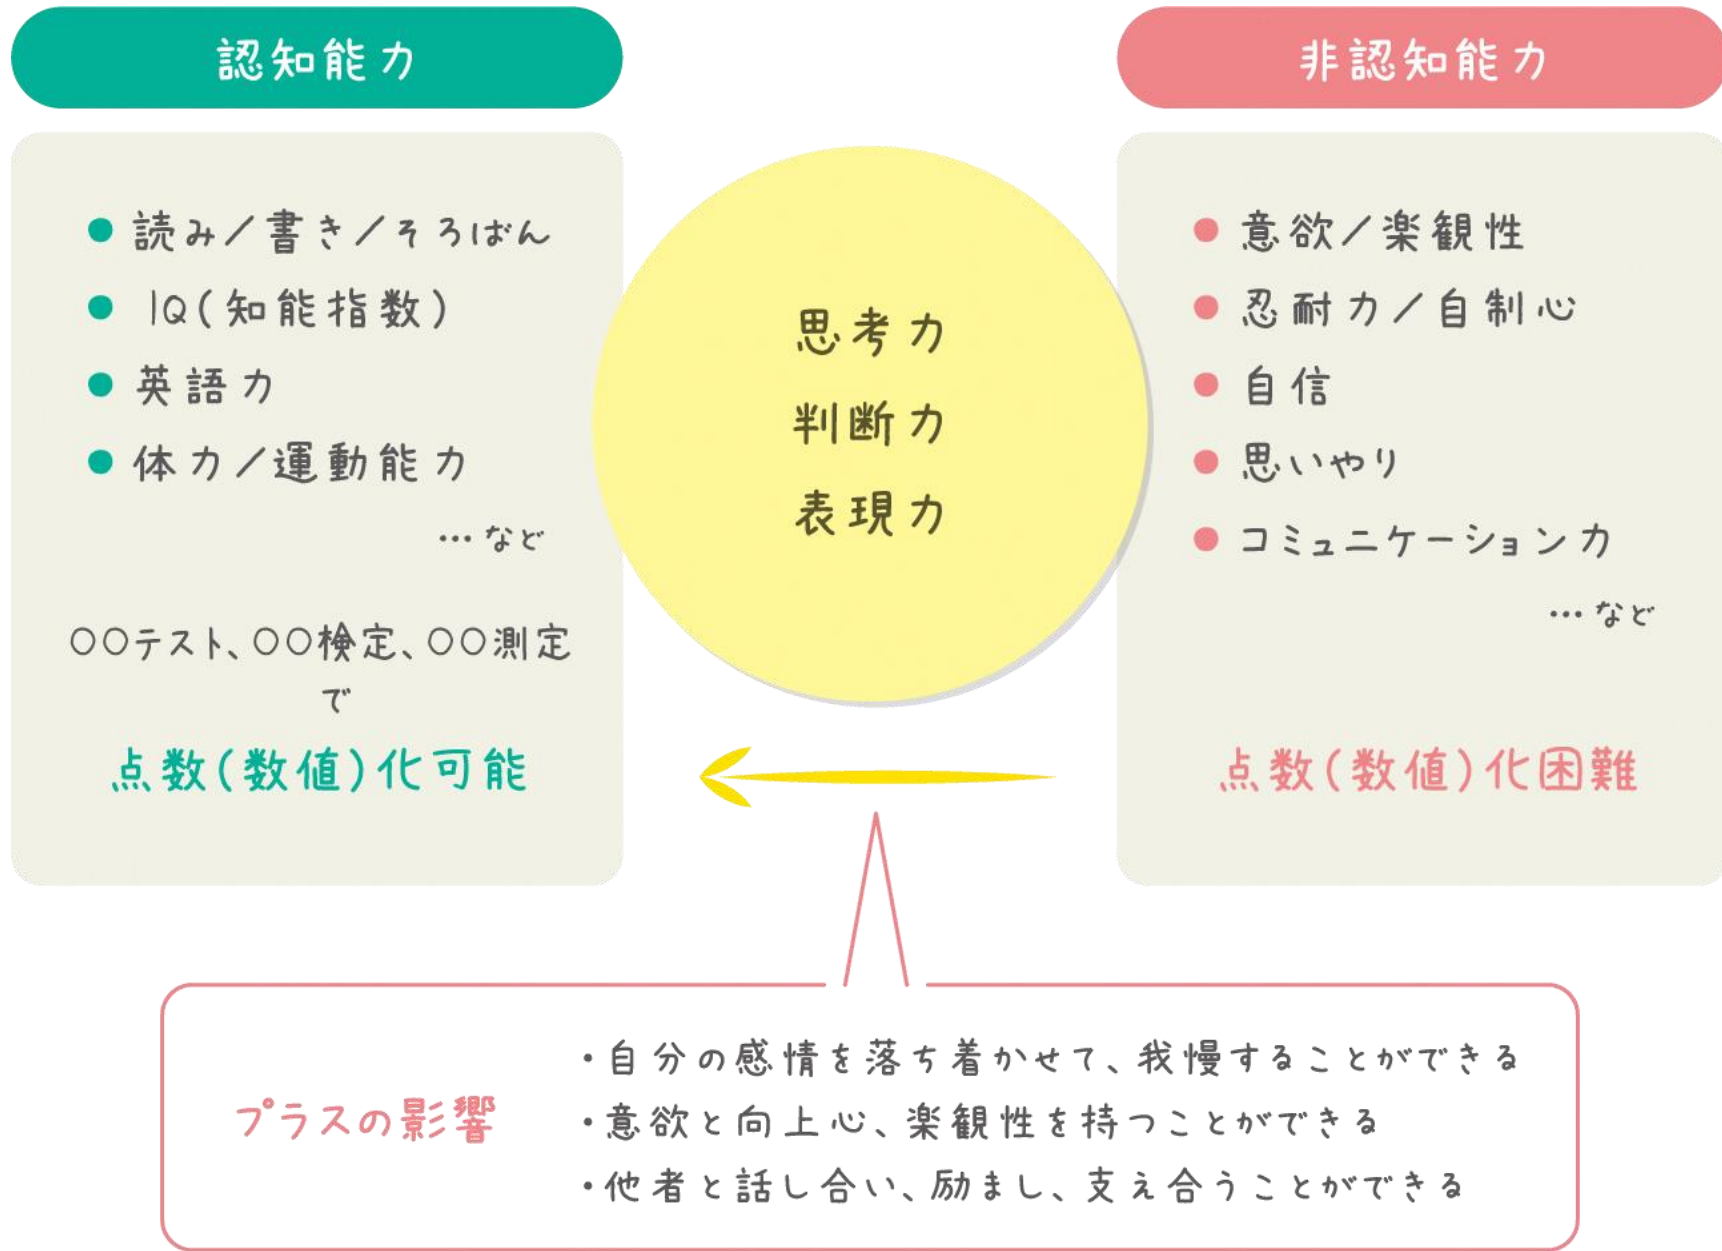 認知能力
● 読み／書き／そろばん
● IQ(知能指数)
● 英語力
● 体力／運動能力
…など
○○テスト、○○検定、○○測定
で
点数(数値)化可能
思考力
判断力
表現力
非認知能力
● 意欲／楽観性
● 忍耐力／自制心
● 自信
● 思いやり
● コミュニケーション力
…など
点数(数値)化困難
プラスの影響
・自分の感情を落ち着かせて、我慢することができる
・意欲と向上心、楽観性を持つことができる
・他者と話し合い、励まし、支え合うことができる